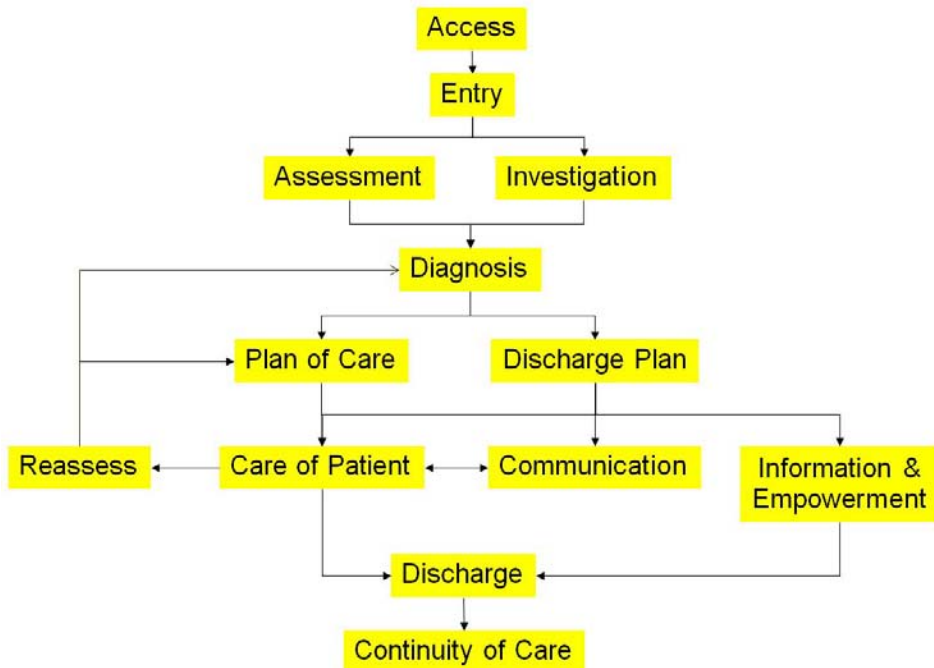 Access
Entry
Assessment
Investigation
Diagnosis
Plan of Care
Discharge Plan
Reassess
Care of Patient
Communication
Information &
Empowerment
Discharge
Continuity of Care